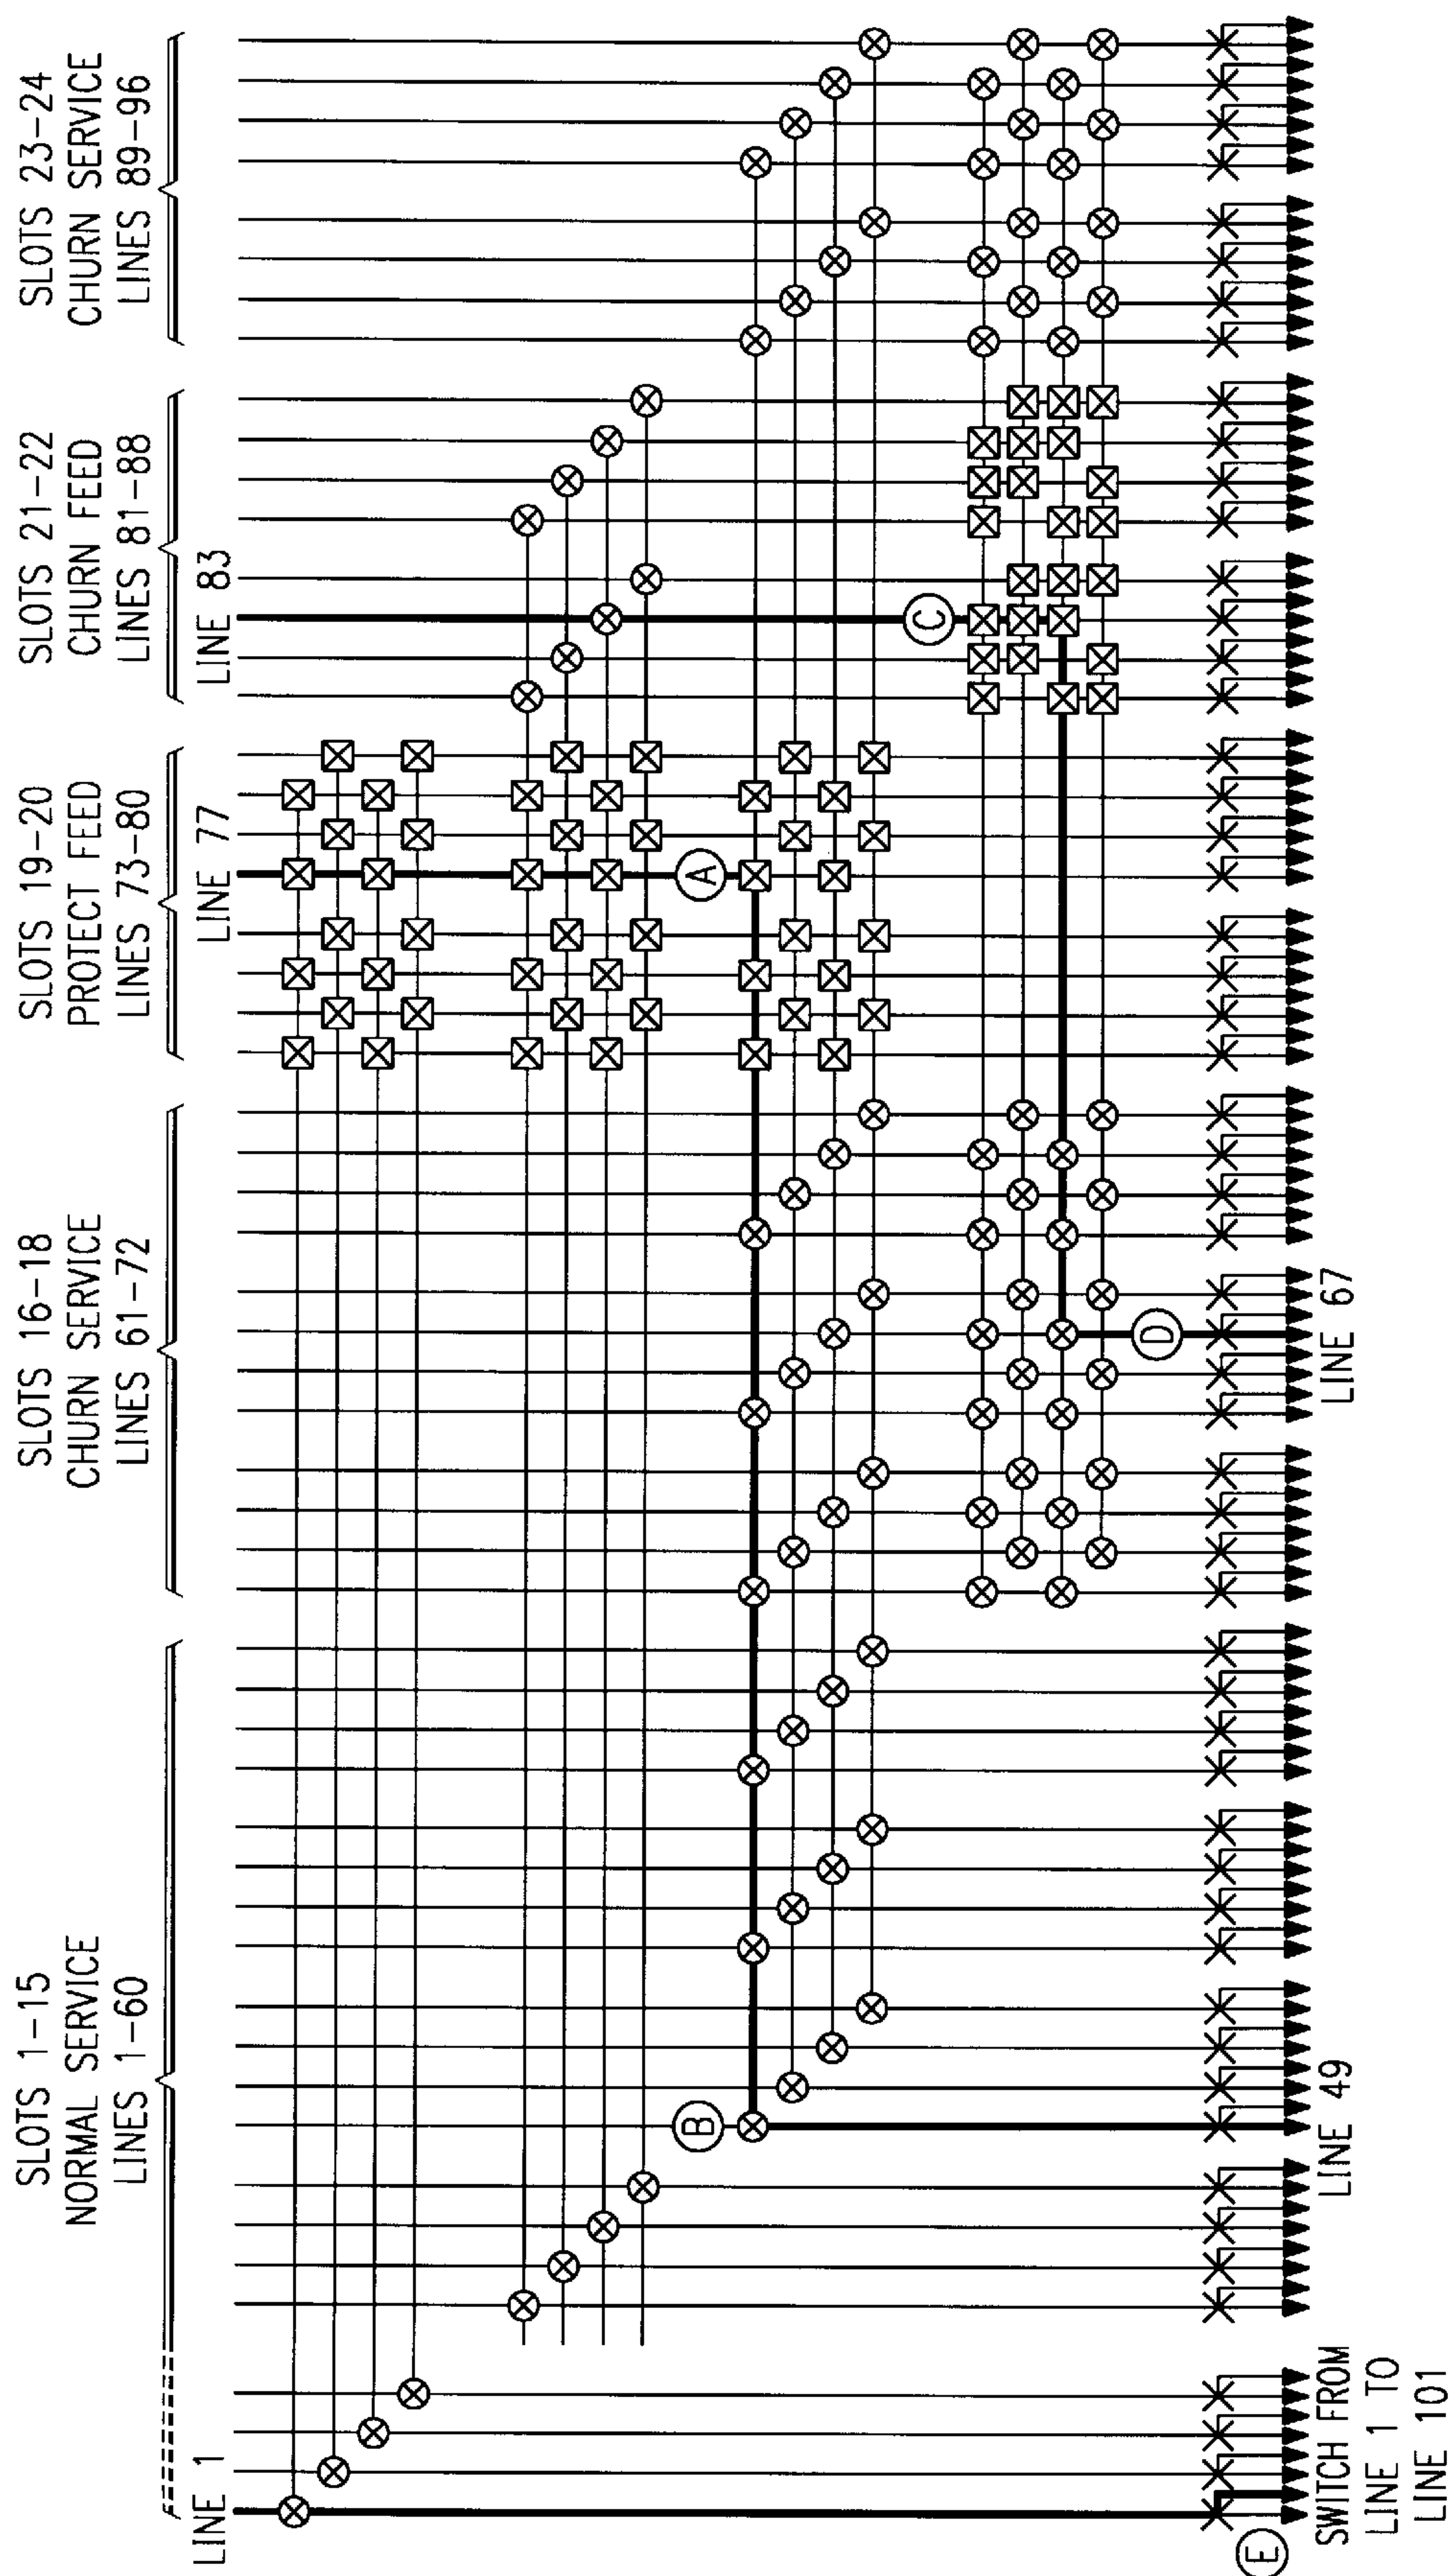 SLOTS 1-15
NORMAL SERVICE
LINES 1-60
SLOTS 16-18
CHURN SERVICE
LINES 61-72
SLOTS 19-20
PROTECT FEED
LINES 73-80
SLOTS 21-22
CHURN FEED
LINES 81-88
SLOTS 23-24
CHURN SERVICE
LINES 89-96
LINE 1
LINE 77
LINE 83
B
A
C
D
E
SWITCH FROM
LINE 1 TO
LINE 101
LINE 49
LINE 67